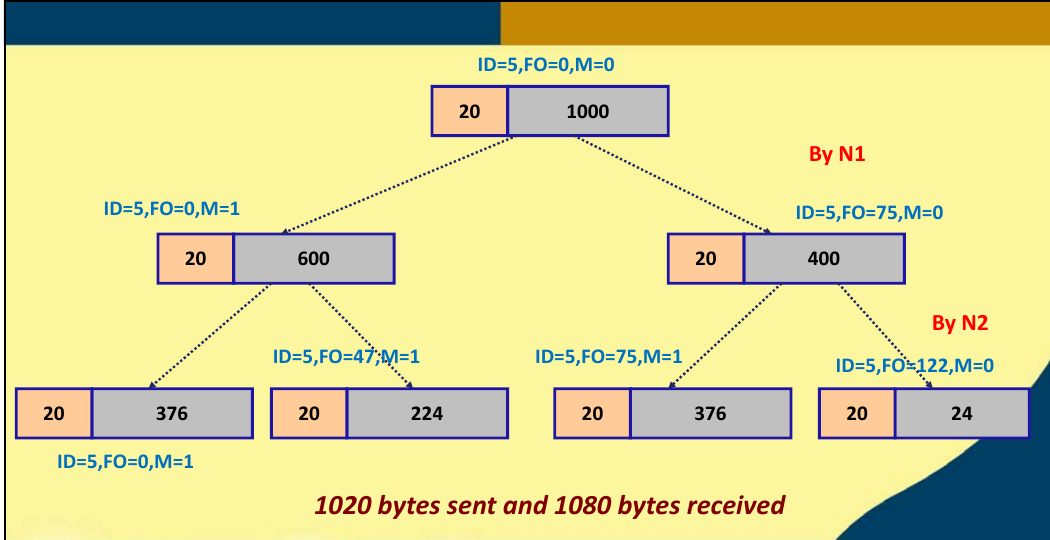 ID=5,FO=0,M=0
20 1000
By N1
ID=5,FO=0,M=1
ID=5,FO=75,M=0
20 600
20 400
By N2
ID=5,FO=47,M=1
ID=5,FO=75,M=1
ID=5,FO=122,M=0
20 376
20 224
20 376
20 24
ID=5,FO=0,M=1
1020 bytes sent and 1080 bytes received